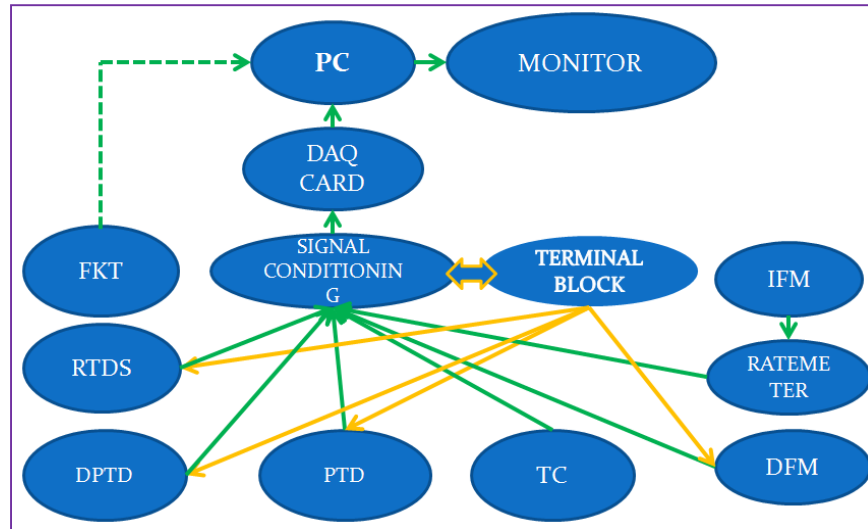 PC
MONITOR
DAQ
CARD
FKT
SIGNAL
CONDITIONIN
G
TERMINAL
BLOCK
IFM
RTDS
RATEME
TER
DPTD
PTD
TC
DFM